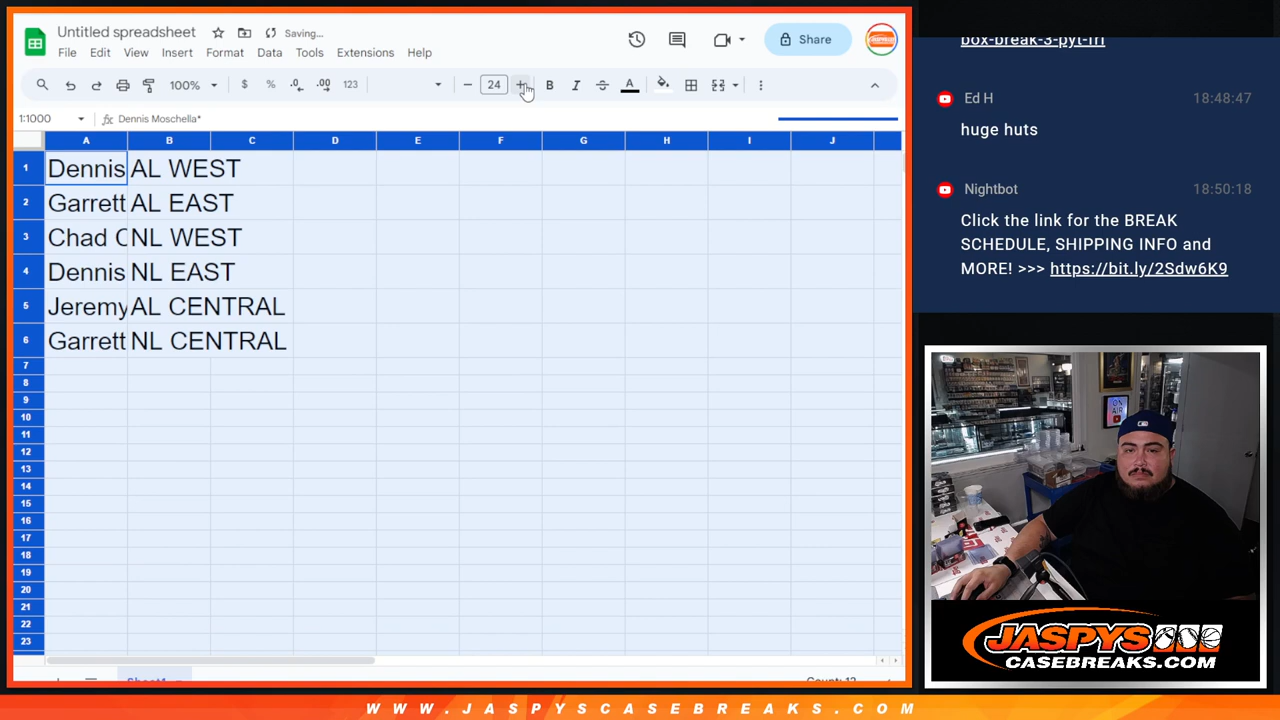 Untitled spreadsheet
Saving...
File Edit View Insert Format Data Tools Extensions Help
Share
100% $ % .0 .00 123 24 B I A
1:1000 Dennis Moschella*
A B C D E F G H I J
1 Dennis AL WEST
2 Garrett AL EAST
3 Chad NL WEST
4 Dennis NL EAST
5 Jeremy AL CENTRAL
6 Garrett NL CENTRAL
7
8
9
10
11
12
13
14
15
16
17
18
19
20
21
22
23
box-break-3-pyt-fri
Ed H 18:48:47
huge huts
Nightbot 18:50:18
Click the link for the BREAK
SCHEDULE, SHIPPING INFO and
MORE! >>> https://bit.ly/2Sdw6K9
ON
AIR
JASPYS
CASEBREAKS.COM
WWW.JASPYSCASEBREAKS.COM